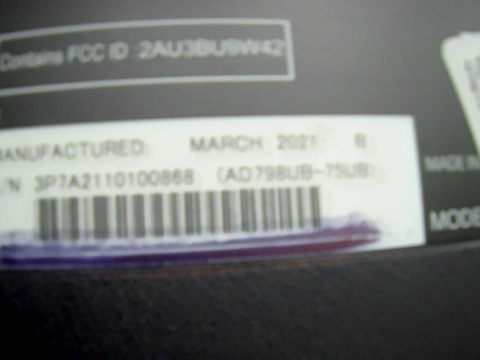 Contains FCC ID : 2AU3BU9W42
MANUFACTURED: MARCH 2021 B
S/N 3P7A2110100868 (AD798UB-75UB)
MADE IN
MODE